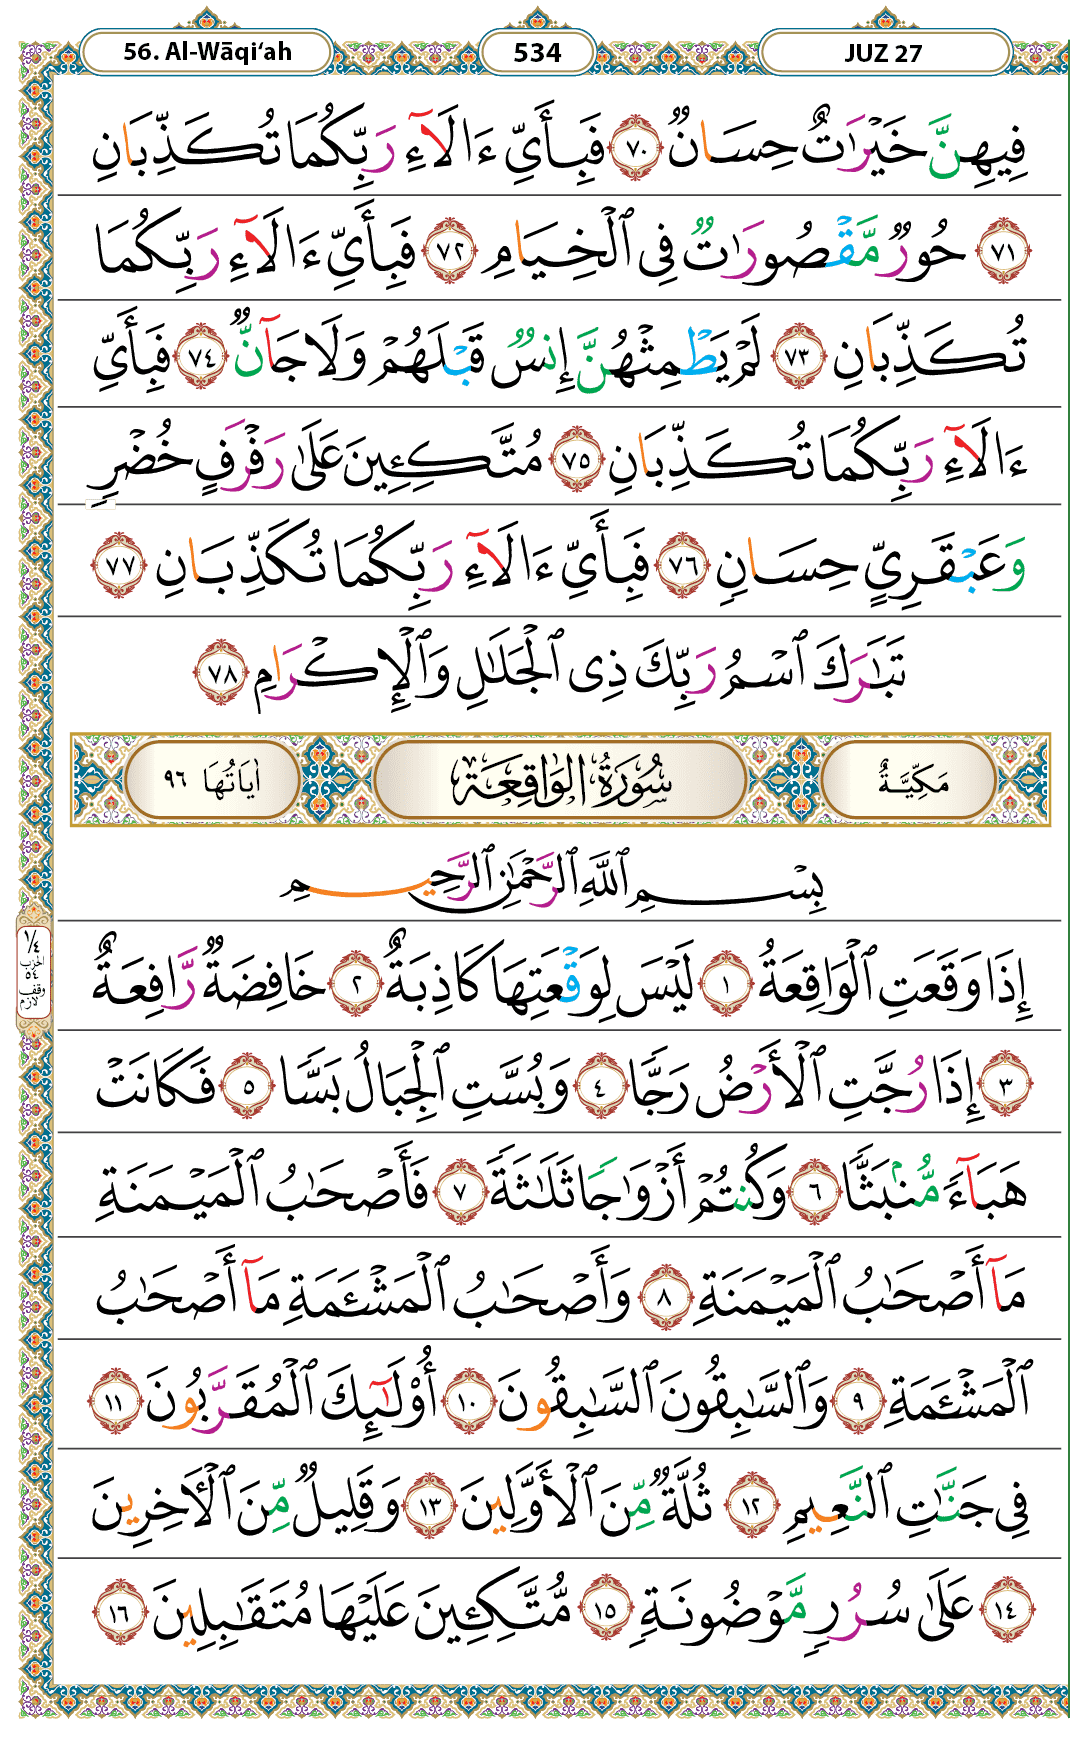 56. Al-Wāqi‘ah 534 JUZ 27
فِيهِنَّ خَيْرَٰتٌ حِسَانٌ ٧٠ فَبِأَيِّ ءَالَآءِ رَبِّكُمَا تُكَذِّبَانِ
٧١ حُورٌ مَّقْصُورَٰتٌ فِى ٱلْخِيَامِ ٧٢ فَبِأَيِّ ءَالَآءِ رَبِّكُمَا
تُكَذِّبَانِ ٧٣ لَمْ يَطْمِثْهُنَّ إِنسٌ قَبْلَهُمْ وَلَا جَآنٌّ ٧٤ فَبِأَيِّ
ءَالَآءِ رَبِّكُمَا تُكَذِّبَانِ ٧٥ مُتَّكِـِٔينَ عَلَىٰ رَفْرَفٍ خُضْرٍ
وَعَبْقَرِيٍّ حِسَانٍ ٧٦ فَبِأَيِّ ءَالَآءِ رَبِّكُمَا تُكَذِّبَانِ ٧٧
تَبَٰرَكَ ٱسْمُ رَبِّكَ ذِى ٱلْجَلَٰلِ وَٱلْإِكْرَامِ ٧٨
مَكِّيَّةٌ سُورَةُ الوَاقِعَة اٰيَاتُهَا ٩٦
بِسْمِ ٱللَّهِ ٱلرَّحْمَٰنِ ٱلرَّحِيمِ
إِذَا وَقَعَتِ ٱلْوَاقِعَةُ ١ لَيْسَ لِوَقْعَتِهَا كَاذِبَةٌ ٢ خَافِضَةٌ رَّافِعَةٌ
٣ إِذَا رُجَّتِ ٱلْأَرْضُ رَجًّا ٤ وَبُسَّتِ ٱلْجِبَالُ بَسًّا ٥ فَكَانَتْ
هَبَآءً مُّنۢبَثًّا ٦ وَكُنتُمْ أَزْوَٰجًا ثَلَٰثَةً ٧ فَأَصْحَٰبُ ٱلْمَيْمَنَةِ
مَآ أَصْحَٰبُ ٱلْمَيْمَنَةِ ٨ وَأَصْحَٰبُ ٱلْمَشْـَٔمَةِ مَآ أَصْحَٰبُ
ٱلْمَشْـَٔمَةِ ٩ وَٱلسَّٰبِقُونَ ٱلسَّٰبِقُونَ ١٠ أُو۟لَٰٓئِكَ ٱلْمُقَرَّبُونَ ١١
فِى جَنَّٰتِ ٱلنَّعِيمِ ١٢ ثُلَّةٌ مِّنَ ٱلْأَوَّلِينَ ١٣ وَقَلِيلٌ مِّنَ ٱلْـَٔاخِرِينَ
١٤ عَلَىٰ سُرُرٍ مَّوْضُونَةٍ ١٥ مُّتَّكِـِٔينَ عَلَيْهَا مُتَقَٰبِلِينَ ١٦
١/٤
الحزب
٥٤
وقف
لازم